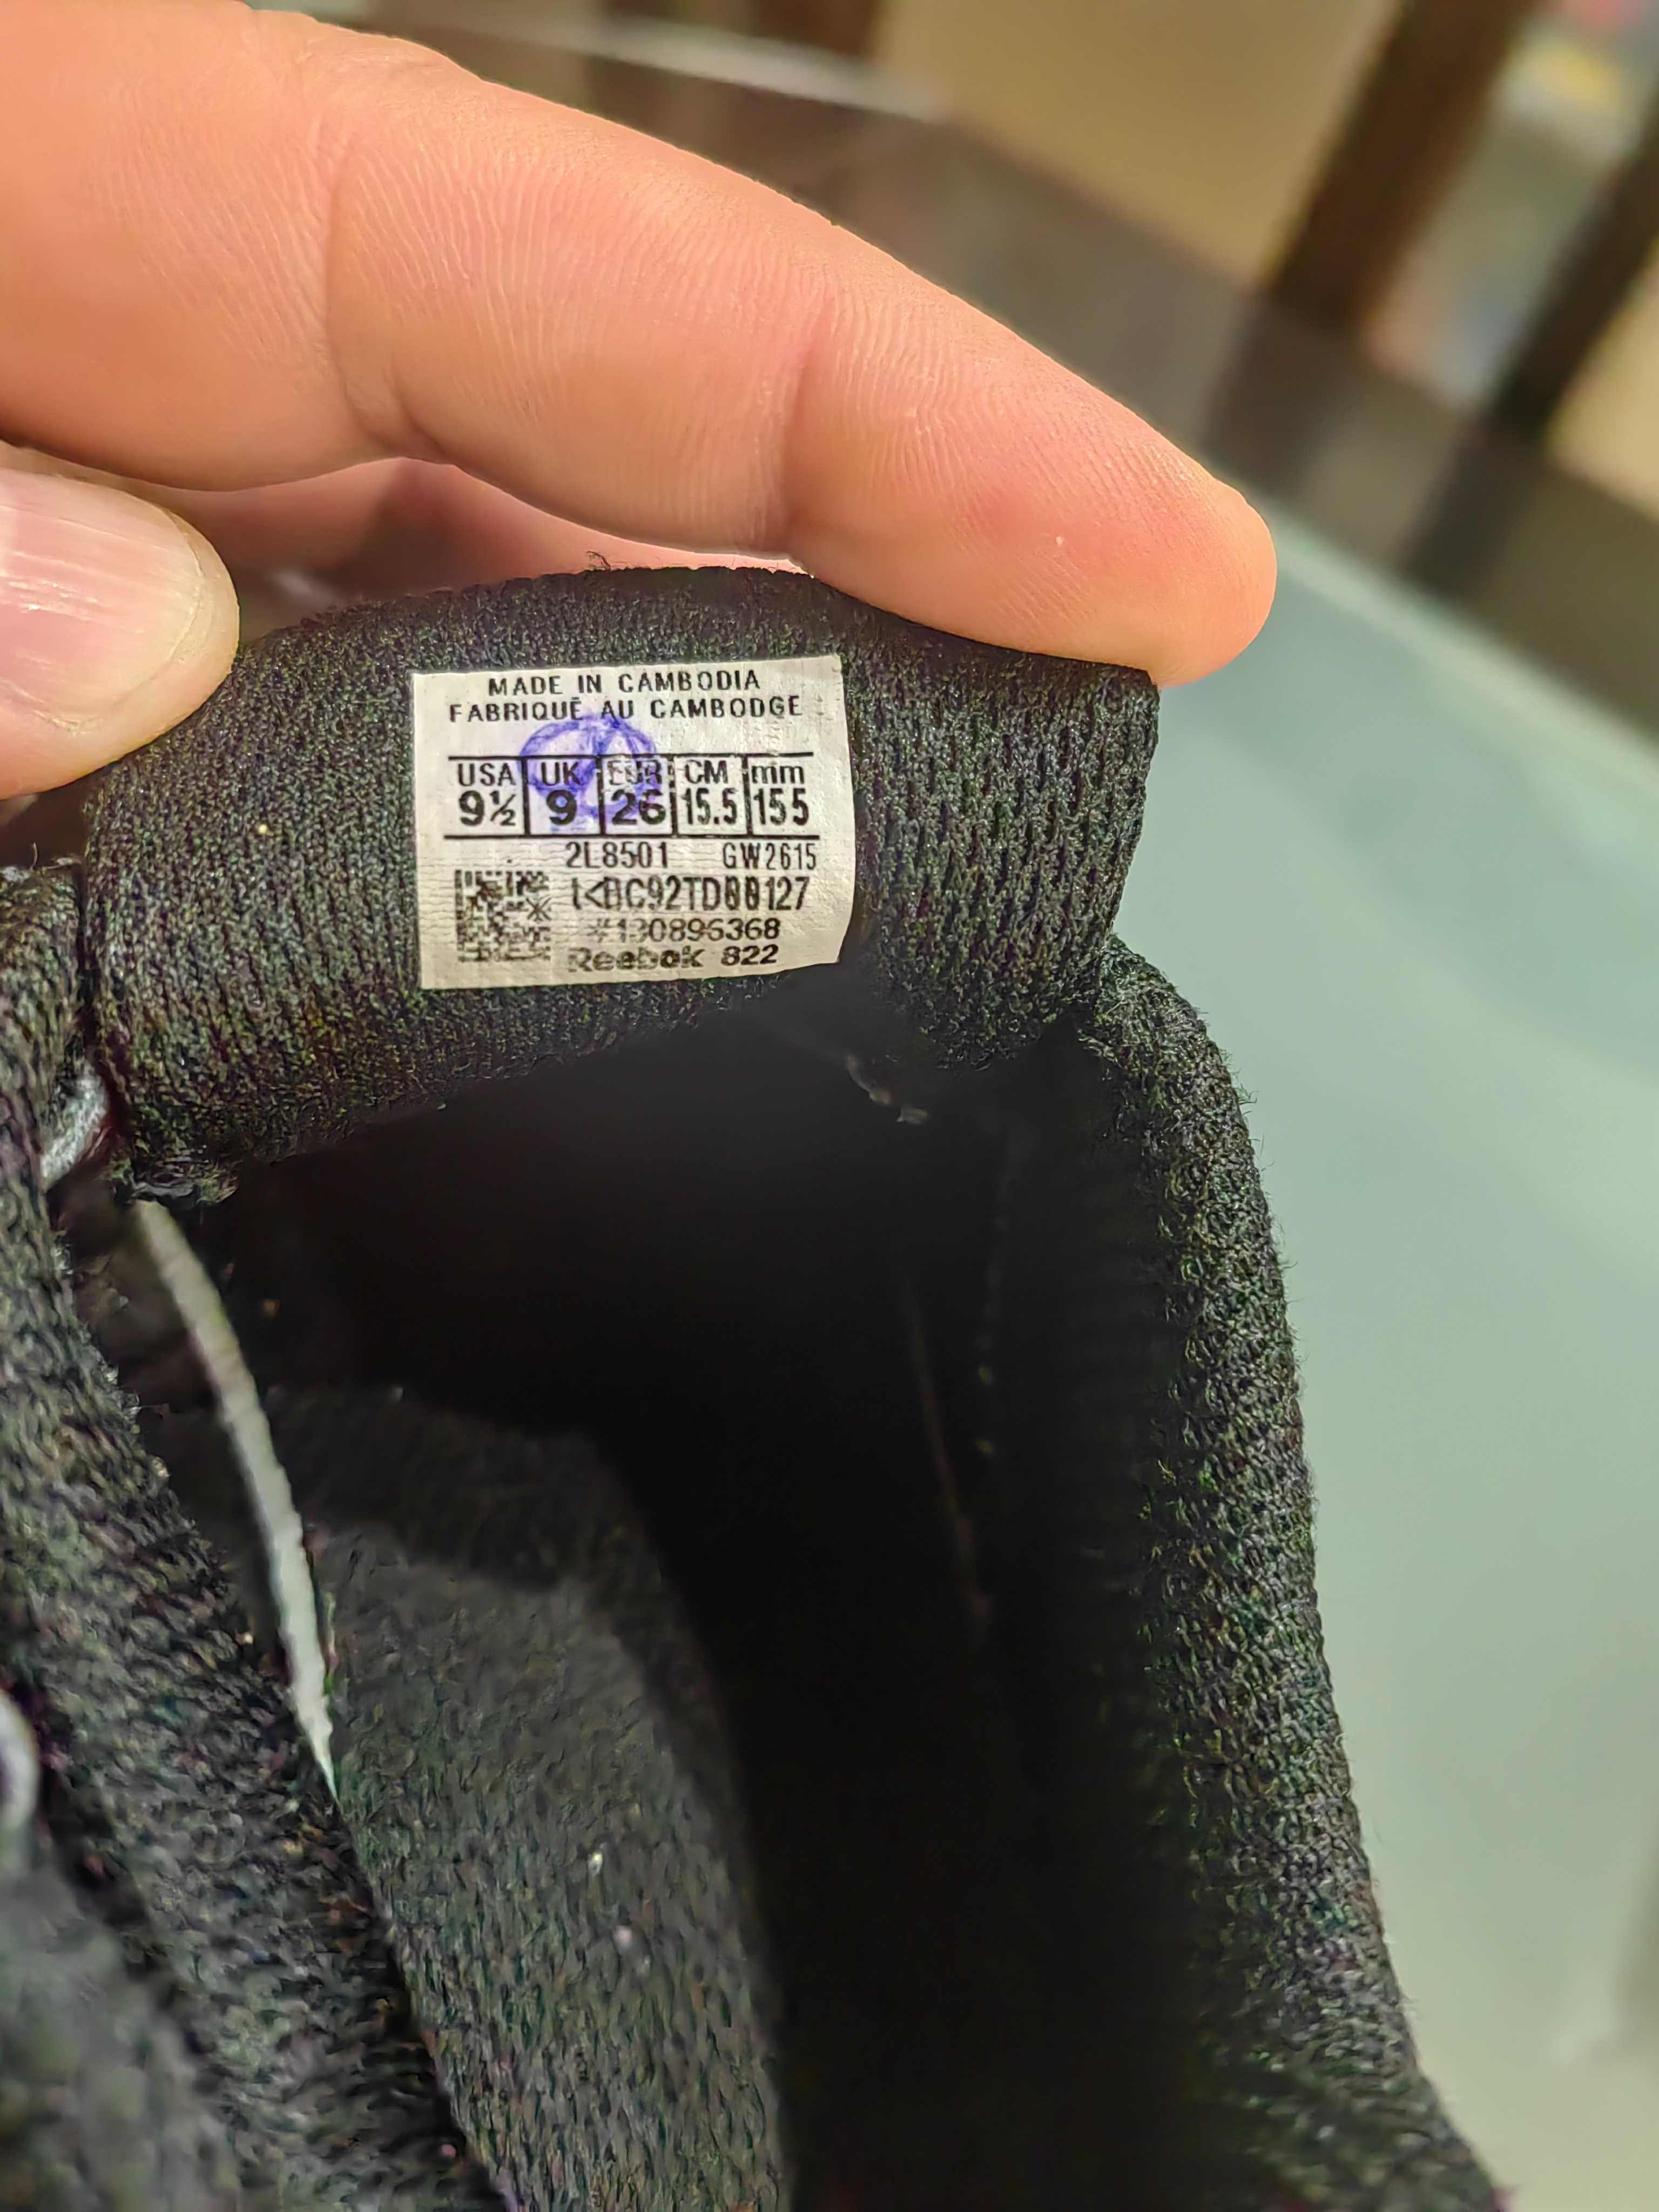 MADE IN CAMBODIA
FABRIQUÉ AU CAMBODGE
USA UK EUR CM mm
9½ 9 26 15.5 155
2L8501 GW2615
#130896368
Reebok 822